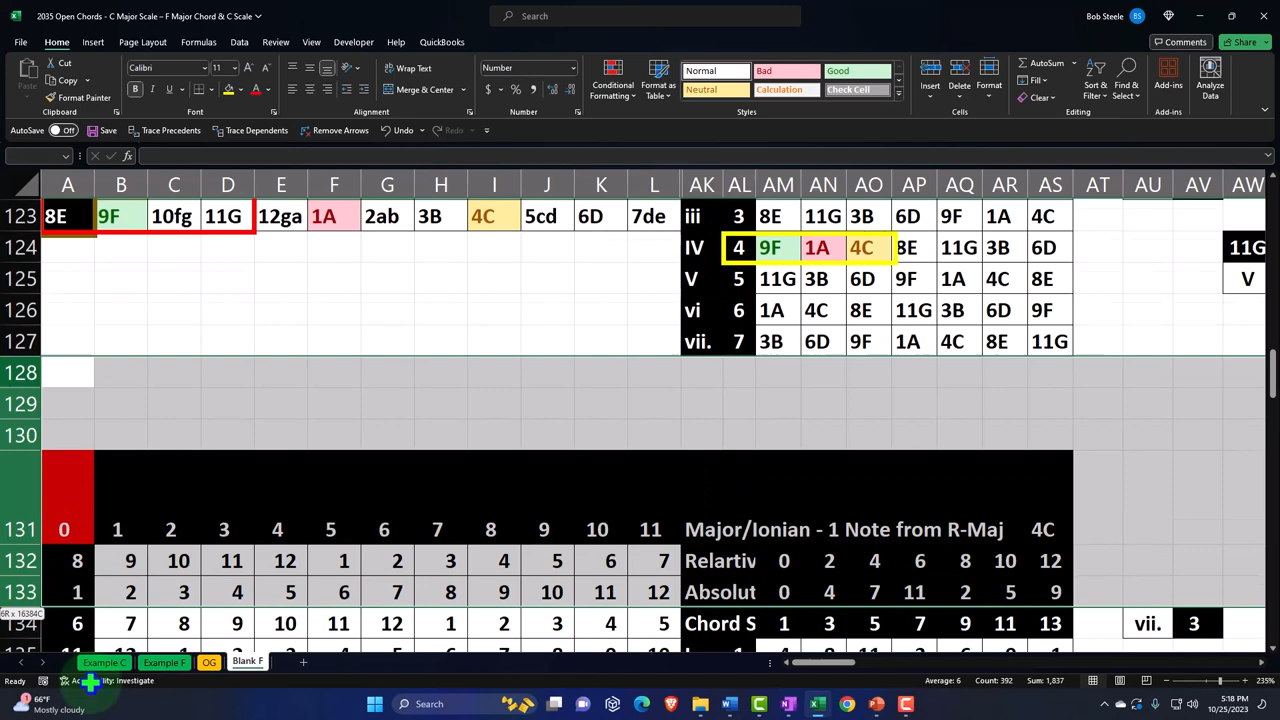 2035 Open Chords - C Major Scale – F Major Chord & C Scale
Search
Bob Steele BS
File Home Insert Page Layout Formulas Data Review View Developer Help QuickBooks Comments Share
Cut
Copy
Format Painter
Paste
Clipboard
Calibri 11
B I U
Font
Wrap Text
Merge & Center
Alignment
Number
$ % ,
Number
Conditional Formatting
Format as Table
Normal Bad Good
Neutral Calculation Check Cell
Styles
Insert Delete Format
Cells
AutoSum
Fill
Clear
Sort & Filter
Find & Select
Editing
Add-ins
Add-ins
Analyze Data
AutoSave Off Save Trace Precedents Trace Dependents Remove Arrows Undo Redo
fx
A B C D E F G H I J K L AK AL AM AN AO AP AQ AR AS AT AU AV AW
123 8E 9F 10fg 11G 12ga 1A 2ab 3B 4C 5cd 6D 7de iii 3 8E 11G 3B 6D 9F 1A 4C
124 IV 4 9F 1A 4C 8E 11G 3B 6D 11G
125 V 5 11G 3B 6D 9F 1A 4C 8E V
126 vi 6 1A 4C 8E 11G 3B 6D 9F
127 vii. 7 3B 6D 9F 1A 4C 8E 11G
128
129
130
131 0 1 2 3 4 5 6 7 8 9 10 11 Major/Ionian - 1 Note from R-Maj 4C
132 8 9 10 11 12 1 2 3 4 5 6 7 Relartiv 0 2 4 6 8 10 12
133 1 2 3 4 5 6 7 8 9 10 11 12 Absolut 0 4 7 11 2 5 9
6R x 16384C
134 6 7 8 9 10 11 12 1 2 3 4 5 Chord S 1 3 5 7 9 11 13 vii. 3
Example C Example F OG Blank F
Ready Accessibility: Investigate Average: 6 Count: 392 Sum: 1,837 235%
66°F
Mostly cloudy
Search
5:18 PM
10/25/2023